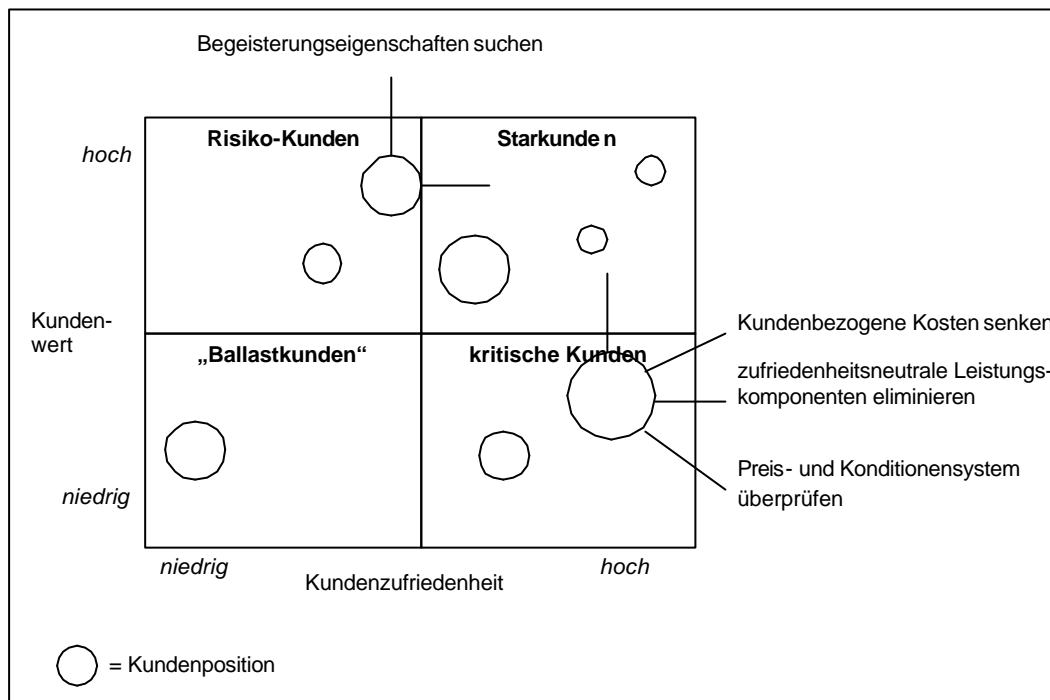 Begeisterungseigenschaften suchen
Risiko-Kunden
Starkunden
hoch
Kunden-
wert
Kundenbezogene Kosten senken
„Ballastkunden“
kritische Kunden
zufriedenheitsneutrale Leistungs-
komponenten eliminieren
Preis- und Konditionensystem
überprüfen
niedrig
niedrig
Kundenzufriedenheit
hoch
= Kundenposition